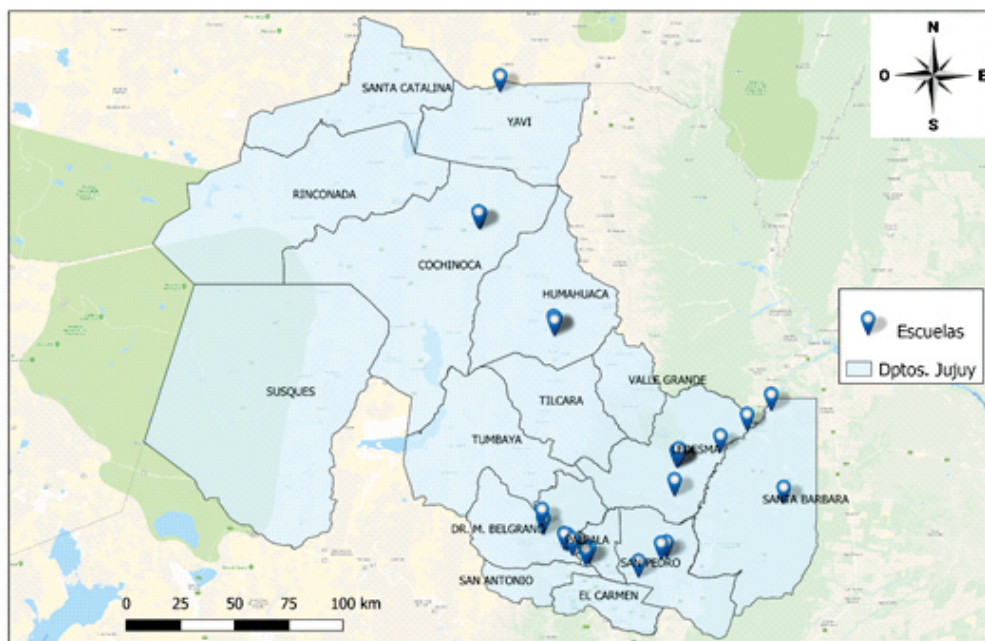 N
O E
S
SANTA CATALINA
YAVI
RINCONADA
COCHINOCA
HUMAHUACA
Escuelas
Dptos. Jujuy
VALLE GRANDE
SUSQUES
TILCARA
TUMBAYA
LEDESMA
SANTA BARBARA
DR. M. BELGRANO
SAN PEDRO
SAN ANTONIO
EL CARMEN
0 25 50 75 100 km